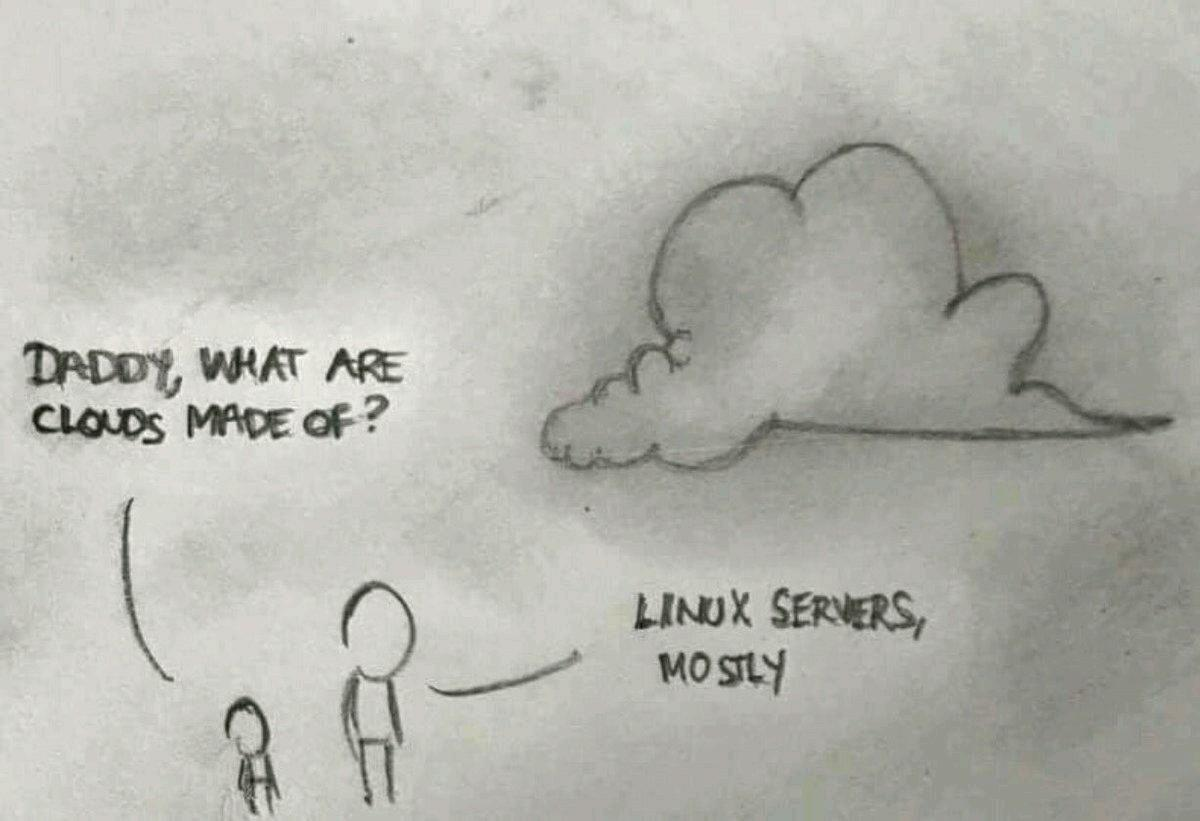 DADDY, WHAT ARE
CLOUDS MADE OF?
LINUX SERVERS,
MOSTLY